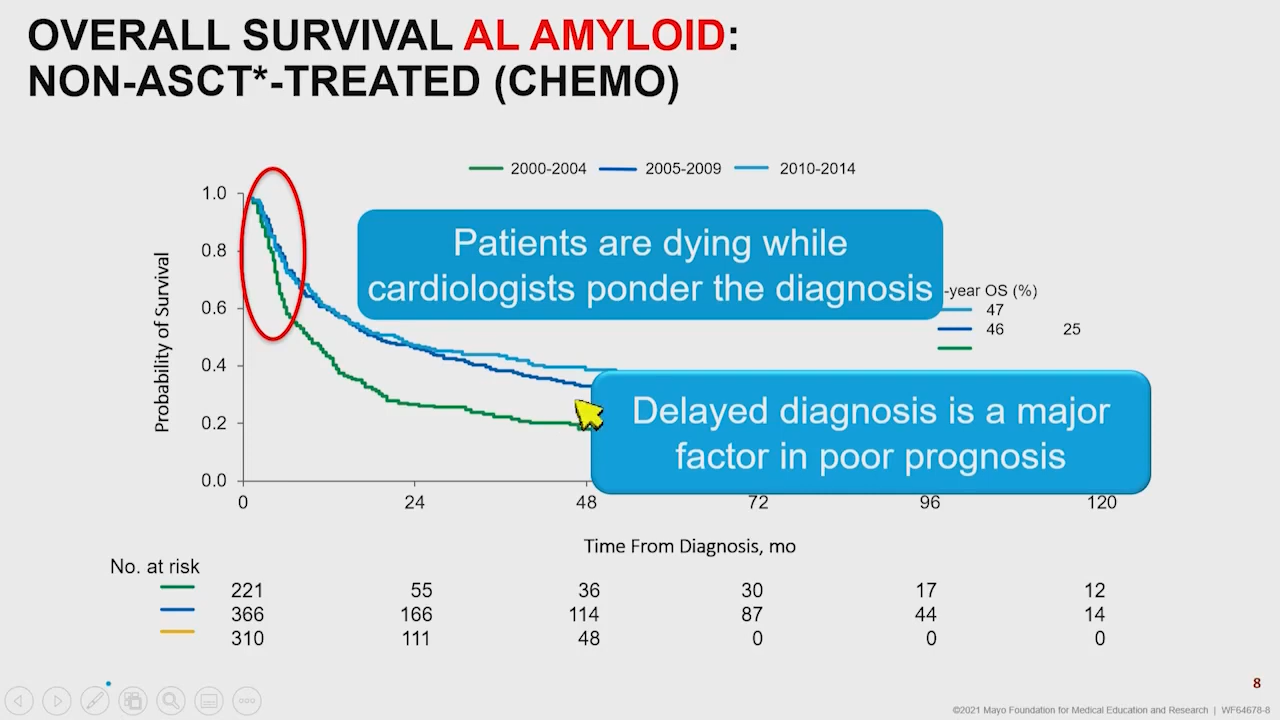 OVERALL SURVIVAL AL AMYLOID:
NON-ASCT*-TREATED (CHEMO)
2000-2004 2005-2009 2010-2014
Probability of Survival
1.0
0.8
0.6
0.4
0.2
0.0
Patients are dying while
cardiologists ponder the diagnosis
-year OS (%)
47
46 25
Delayed diagnosis is a major
factor in poor prognosis
0 24 48 72 96 120
Time From Diagnosis, mo
No. at risk
221 55 36 30 17 12
366 166 114 87 44 14
310 111 48 0 0 0
8
©2021 Mayo Foundation for Medical Education and Research | WF64678-8